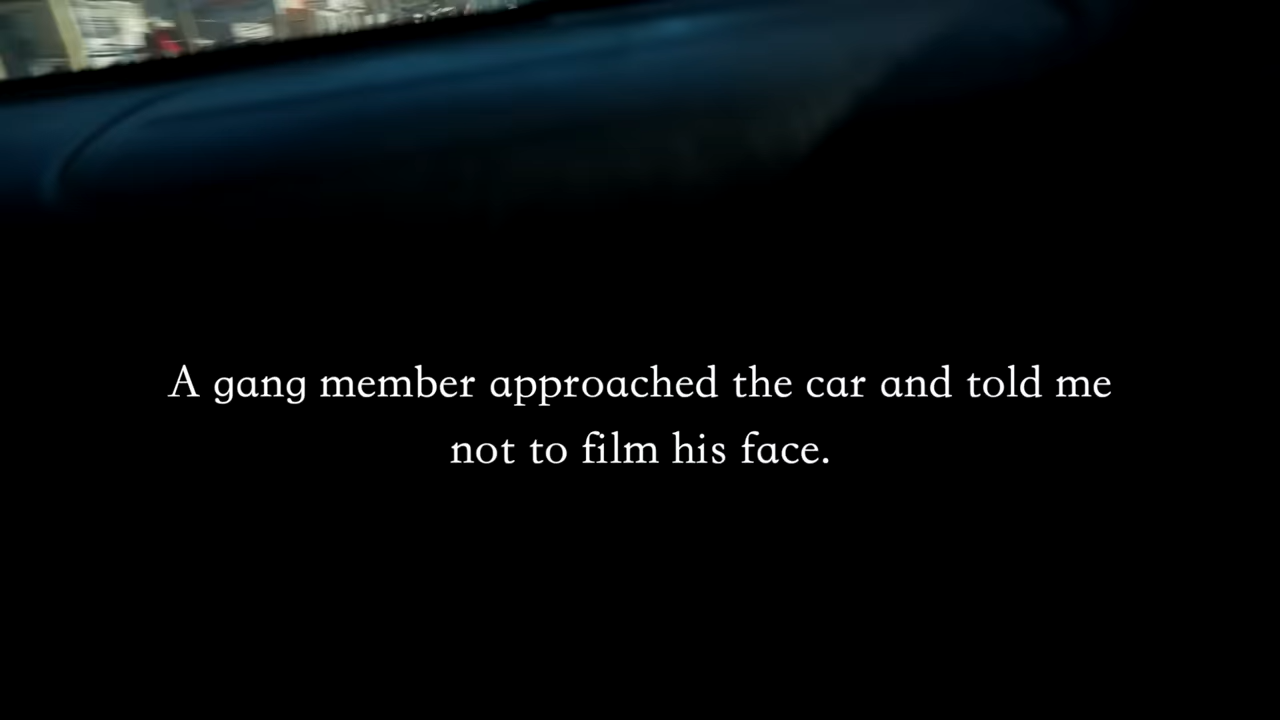 A gang member approached the car and told me
not to film his face.